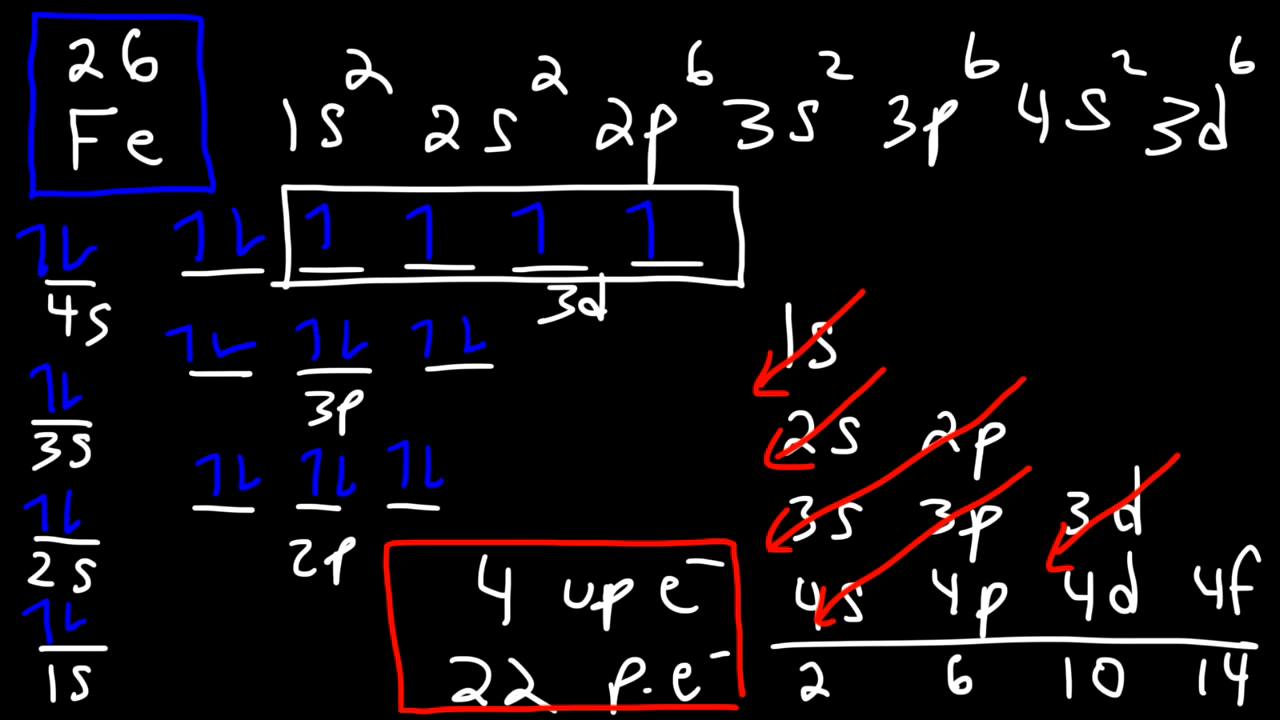 26
Fe
1s² 2s² 2p⁶ 3s² 3p⁶ 4s² 3d⁶
↿⇂ ↿⇂ ↿ ↿ ↿ ↿
4s 3d
↿⇂ ↿⇂ ↿⇂
3p
↿⇂
3s
↿⇂ ↿⇂ ↿⇂
2p
↿⇂
2s
↿⇂
1s
4 upe⁻
22 p.e⁻
1s
2s 2p
3s 3p 3d
4s 4p 4d 4f
2 6 10 14